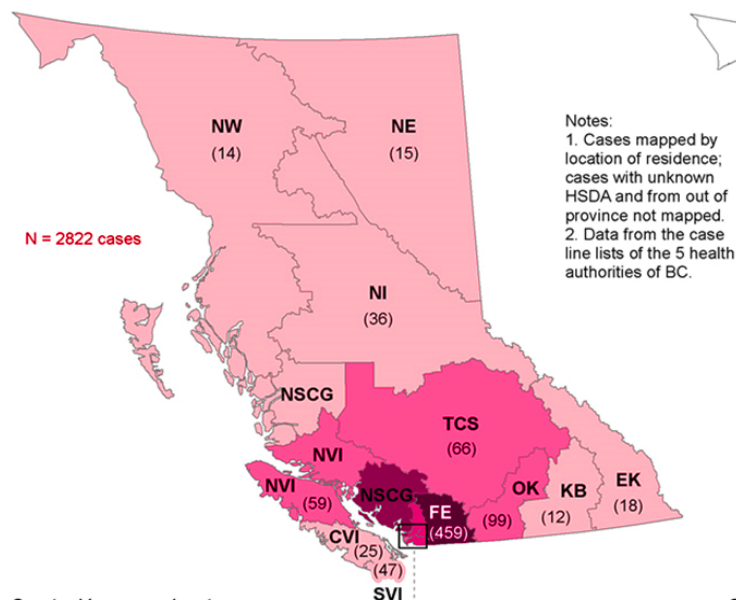 NW
(14)
NE
(15)
Notes:
1. Cases mapped by
location of residence;
cases with unknown
HSDA and from out of
province not mapped.
2. Data from the case
line lists of the 5 health
authorities of BC.
N = 2822 cases
NI
(36)
NSCG
TCS
(66)
NVI
NVI
(59)
NSCG
FE
(459)
OK
(99)
KB
(12)
EK
(18)
CVI
(25)
(47)
SVI